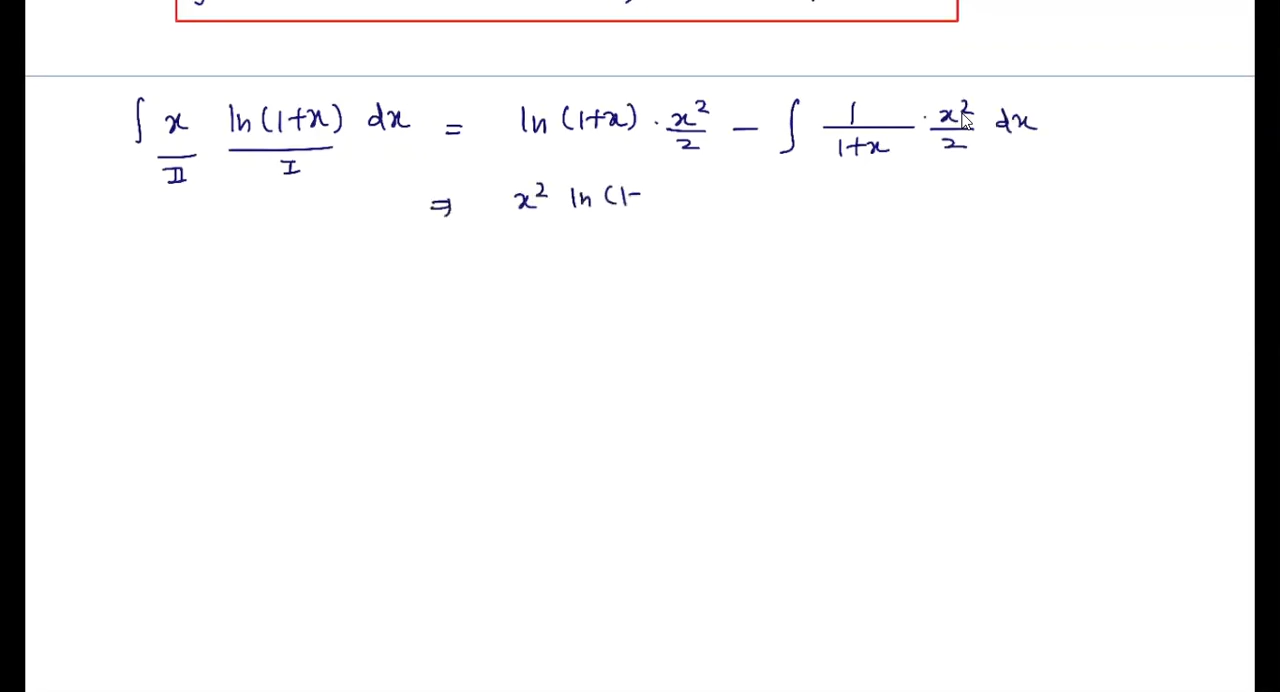 ∫ x ln(1+x) dx = ln(1+x) · x²/2 − ∫ 1/(1+x) · x²/2 dx
II I
⇒ x² ln(1-